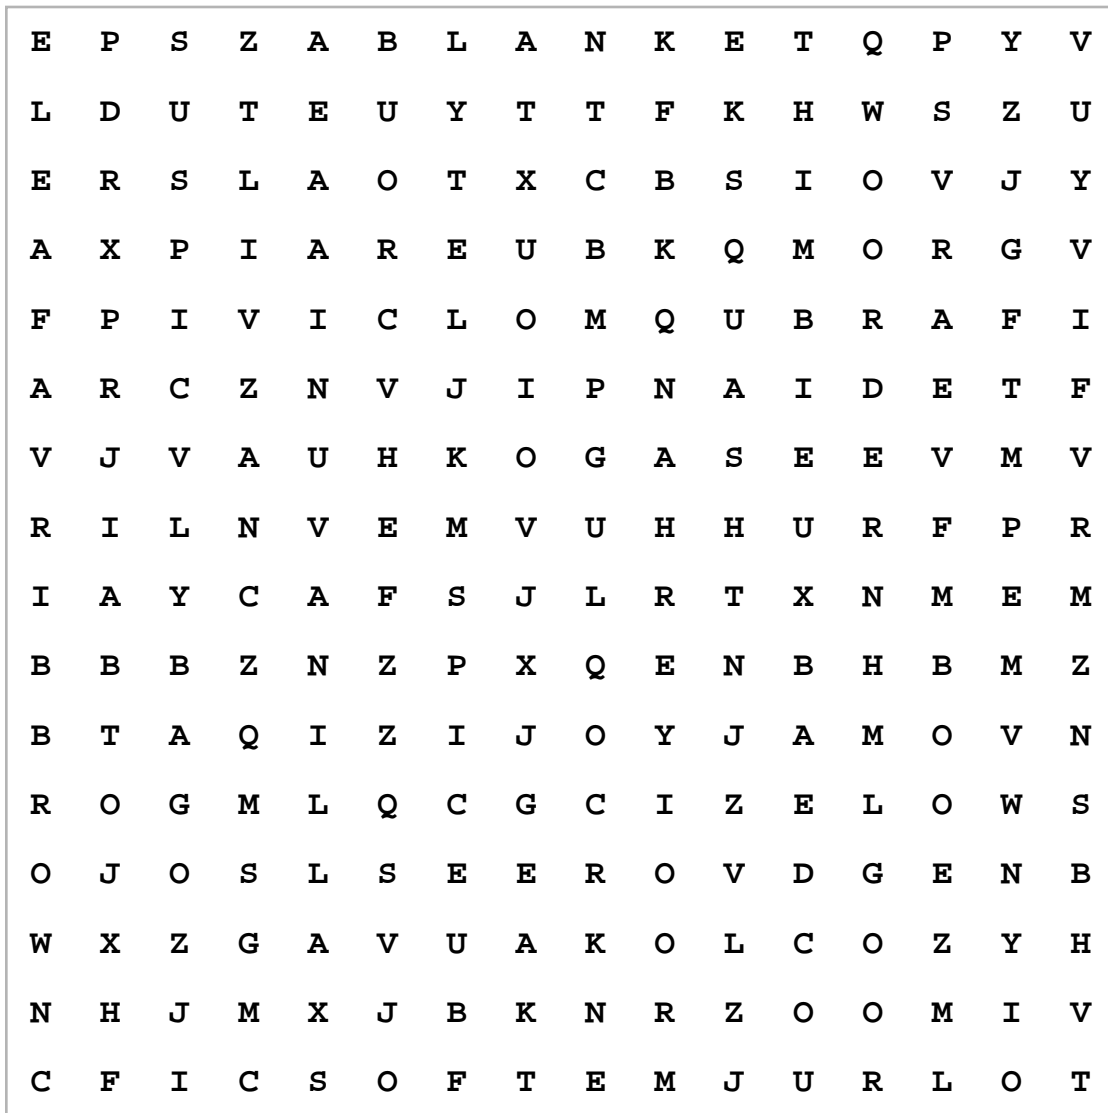 E P S Z A B L A N K E T Q P Y V
L D U T E U Y T T F K H W S Z U
E R S L A O T X C B S I O V J Y
A X P I A R E U B K Q M O R G V
F P I V I C L O M Q U B R A F I
A R C Z N V J I P N A I D E T F
V J V A U H K O G A S E E V M V
R I L N V E M V U H H U R F P R
I A Y C A F S J L R T X N M E M
B B B Z N Z P X Q E N B H B M Z
B T A Q I Z I J O Y J A M O V N
R O G M L Q C G C I Z E L O W S
O J O S L S E E R O V D G E N B
W X Z G A V U A K O L C O Z Y H
N H J M X J B K N R Z O O M I V
C F I C S O F T E M J U R L O T